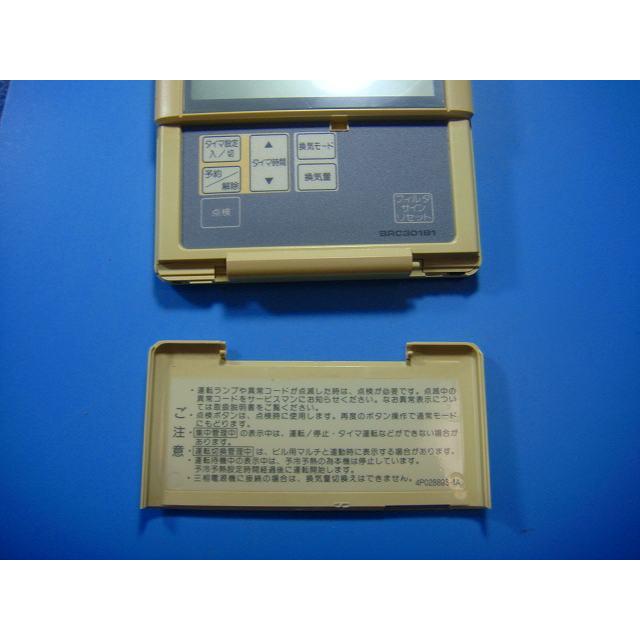 タイマ設定
入／切
▲
タイマ時間
▼
換気モード
予約／解除
換気量
点検
フィルタ
サイン
リセット
BRC301B1
ご注意
・運転ランプや異常コードが点滅した時は、点検が必要です。点滅中の
異常コードをサービスマンにお知らせください。なお異常表示について
は取扱説明書をご覧ください。
・点検ボタンは、点検時に使用します。再度のボタン操作で通常モード
にもどります。
・集中管理中の表示中は、運転／停止・タイマ運転などができない場合が
あります。
・運転切換管理中は、ビル用マルチと連動時に表示する場合があります。
・運転待機中の表示中は、予冷予熱の為本機は停止しています。
予冷予熱設定時間経過後に運転開始します。
・三相電源機に接続の場合は、換気量切換えはできません。